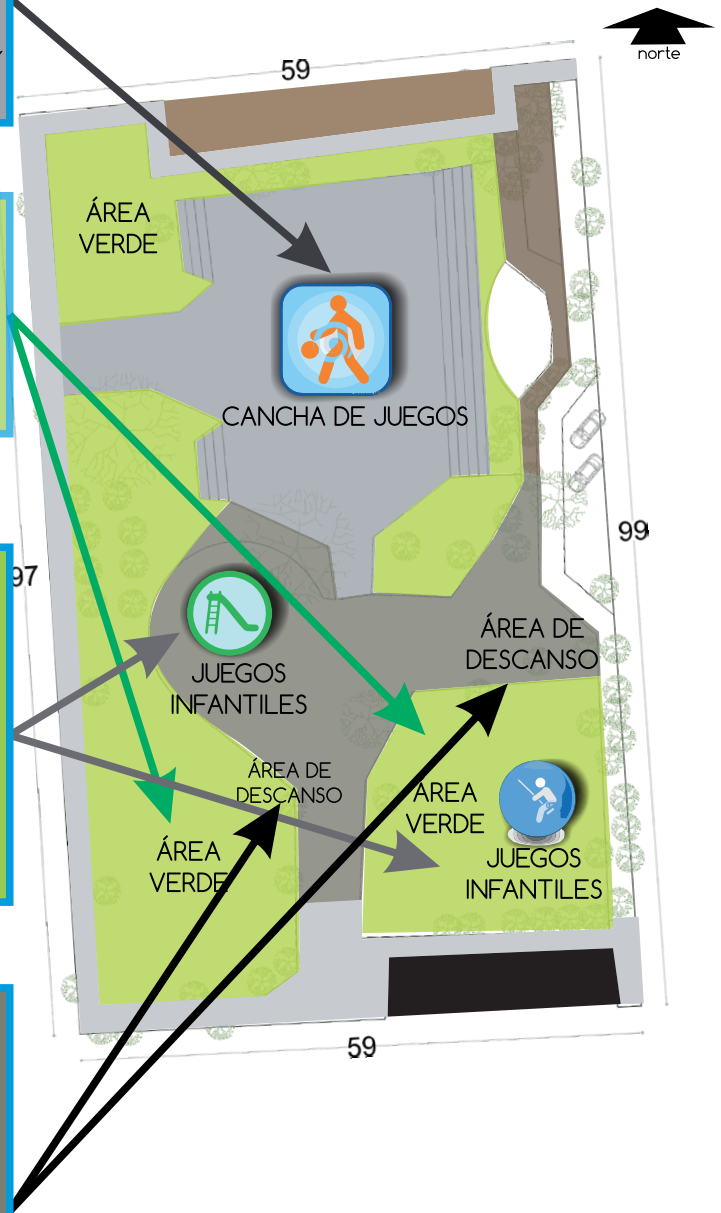 norte
59
ÁREA
VERDE
CANCHA DE JUEGOS
99
97
ÁREA DE
DESCANSO
JUEGOS
INFANTILES
ÁREA DE
DESCANSO
ÁREA
VERDE
ÁREA
VERDE
JUEGOS
INFANTILES
59